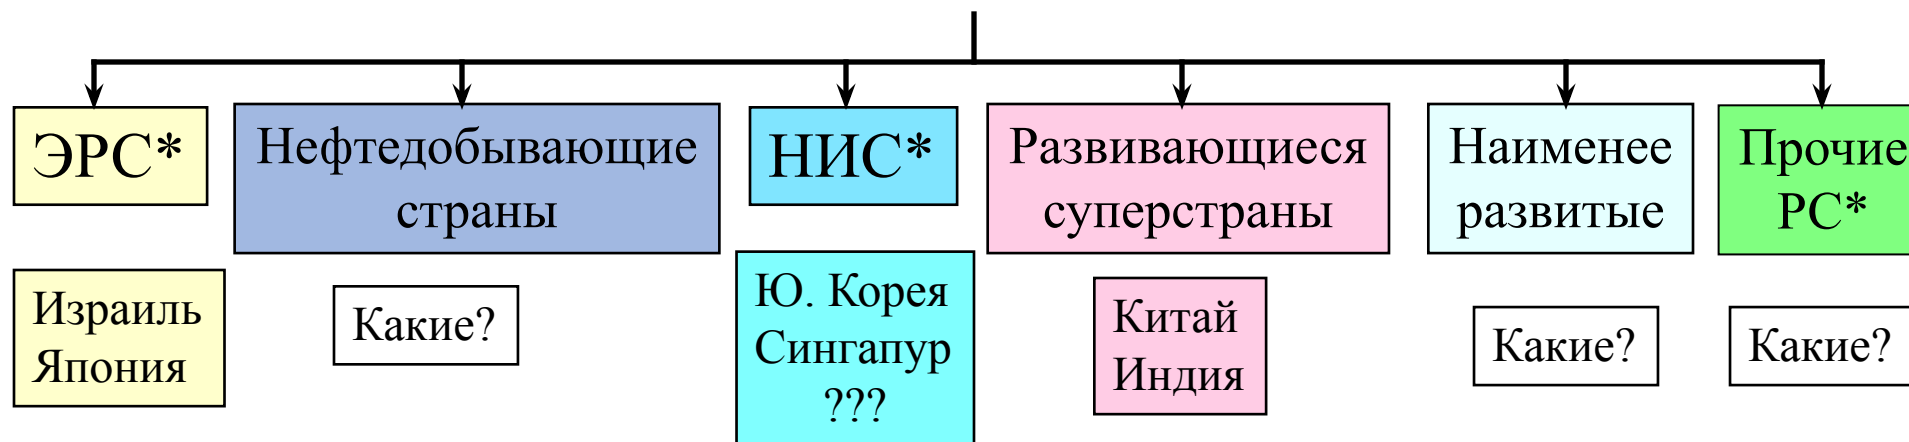 ЭРС*
Нефтедобывающие
страны
НИС*
Развивающиеся
суперстраны
Наименее
развитые
Прочие
РС*
Израиль
Япония
Какие?
Ю. Корея
Сингапур
???
Китай
Индия
Какие?
Какие?